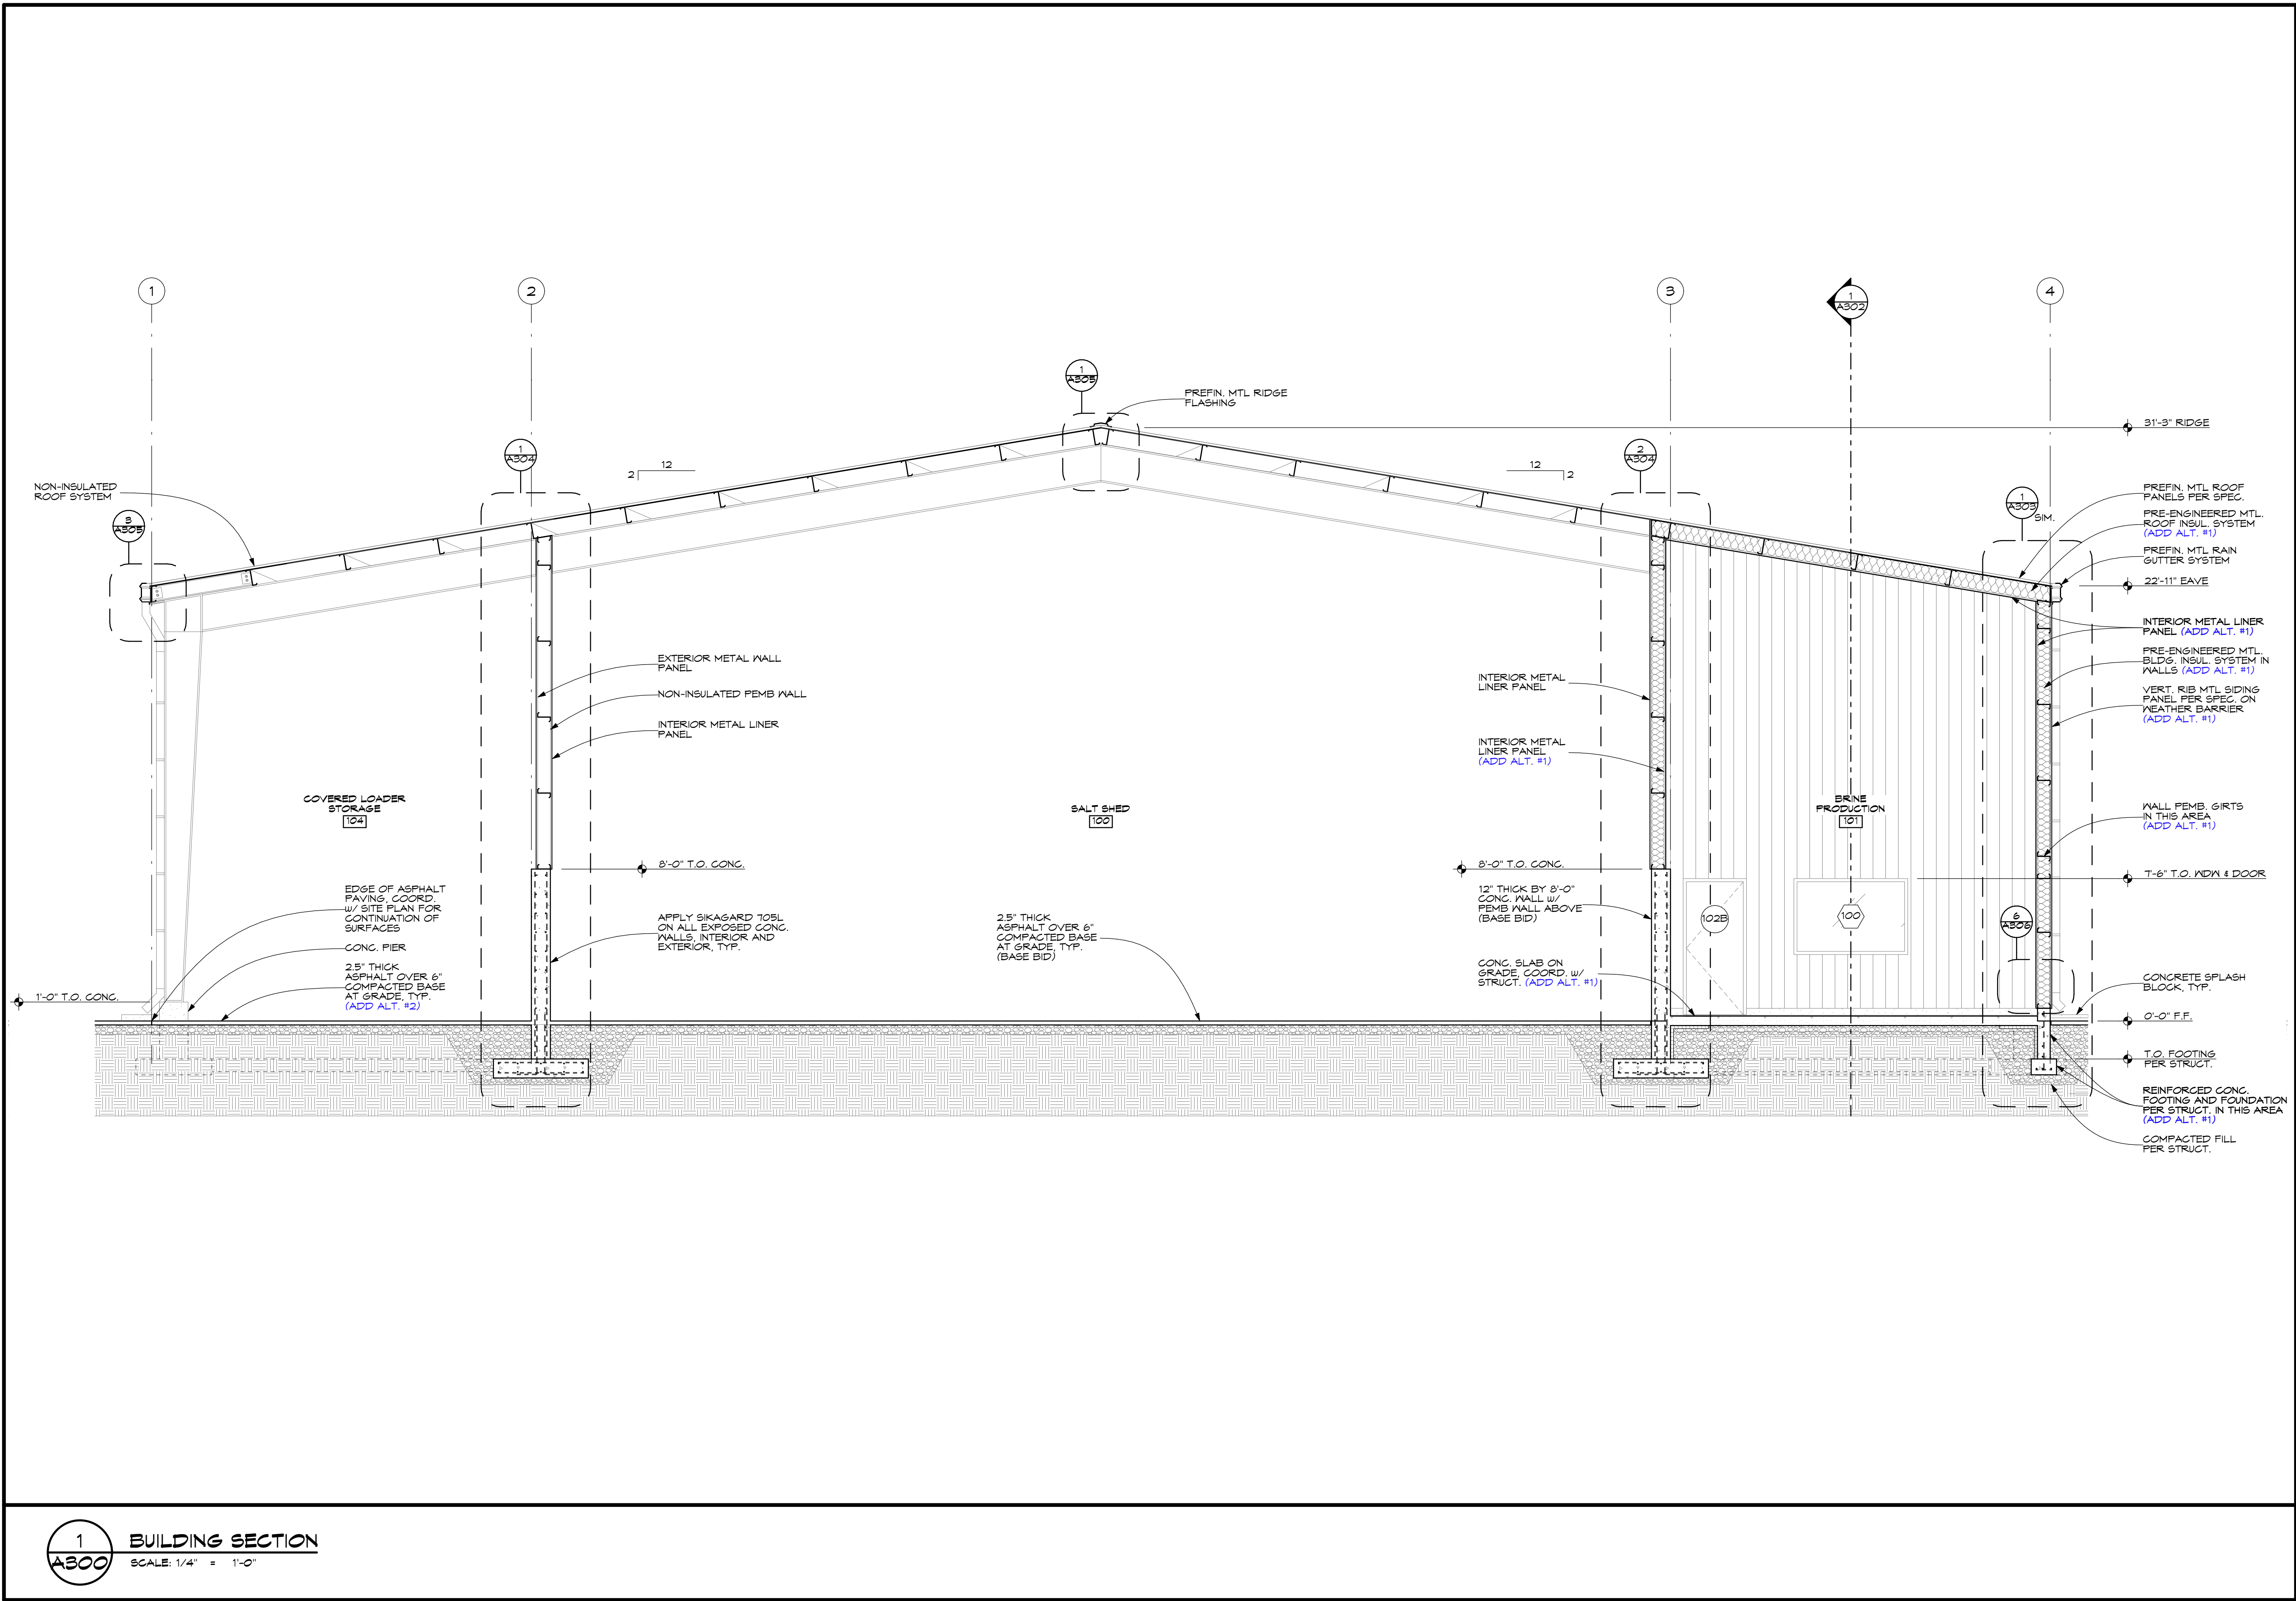 1
2
3
1
A302
4
1
A305
PREFIN. MTL RIDGE
FLASHING
31'-3" RIDGE
1
A304
2
12
12
2
2
A304
NON-INSULATED
ROOF SYSTEM
3
A305
1
A303
SIM.
PREFIN. MTL ROOF
PANELS PER SPEC.
PRE-ENGINEERED MTL.
ROOF INSUL. SYSTEM
(ADD ALT. #1)
PREFIN. MTL RAIN
GUTTER SYSTEM
22'-11" EAVE
INTERIOR METAL LINER
PANEL (ADD ALT. #1)
PRE-ENGINEERED MTL.
BLDG. INSUL. SYSTEM IN
WALLS (ADD ALT. #1)
VERT. RIB MTL SIDING
PANEL PER SPEC. ON
WEATHER BARRIER
(ADD ALT. #1)
EXTERIOR METAL WALL
PANEL
NON-INSULATED PEMB WALL
INTERIOR METAL LINER
PANEL
INTERIOR METAL
LINER PANEL
INTERIOR METAL
LINER PANEL
(ADD ALT. #1)
COVERED LOADER
STORAGE
104
SALT SHED
100
BRINE
PRODUCTION
101
WALL PEMB. GIRTS
IN THIS AREA
(ADD ALT. #1)
8'-0" T.O. CONC.
8'-0" T.O. CONC.
7'-6" T.O. WDW & DOOR
EDGE OF ASPHALT
PAVING, COORD.
W/ SITE PLAN FOR
CONTINUATION OF
SURFACES
CONC. PIER
2.5" THICK
ASPHALT OVER 6"
COMPACTED BASE
AT GRADE, TYP.
(ADD ALT. #2)
APPLY SIKAGARD 705L
ON ALL EXPOSED CONC.
WALLS, INTERIOR AND
EXTERIOR, TYP.
2.5" THICK
ASPHALT OVER 6"
COMPACTED BASE
AT GRADE, TYP.
(BASE BID)
12" THICK BY 8'-0"
CONC. WALL W/
PEMB WALL ABOVE
(BASE BID)
CONC. SLAB ON
GRADE, COORD. W/
STRUCT. (ADD ALT. #1)
102B
100
6
A306
1'-0" T.O. CONC.
CONCRETE SPLASH
BLOCK, TYP.
0'-0" F.F.
T.O. FOOTING
PER STRUCT.
REINFORCED CONC.
FOOTING AND FOUNDATION
PER STRUCT. IN THIS AREA
(ADD ALT. #1)
COMPACTED FILL
PER STRUCT.
1
A300
BUILDING SECTION
SCALE: 1/4" = 1'-0"